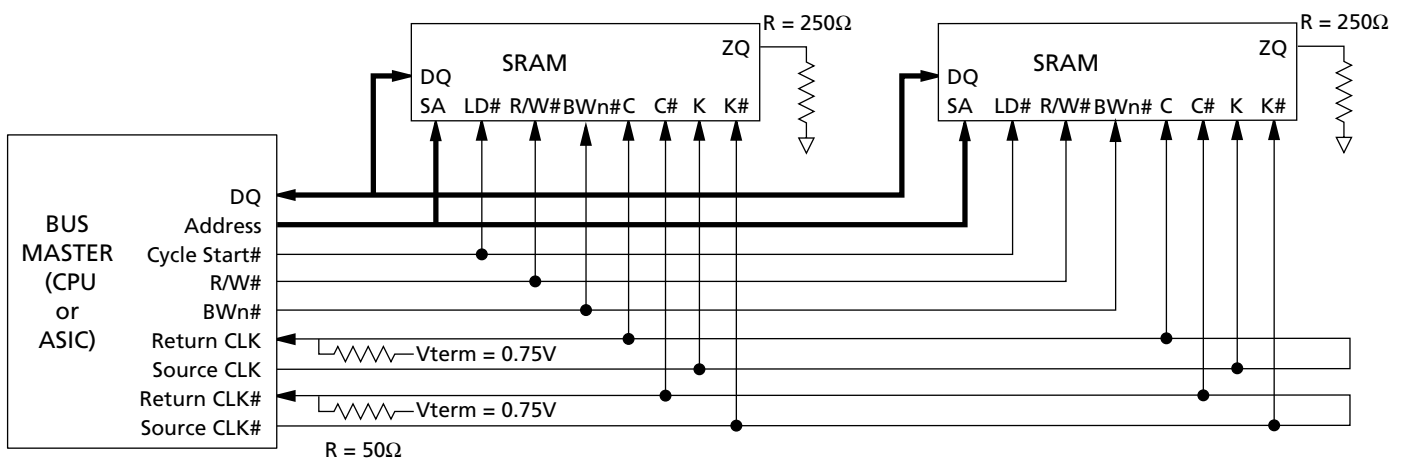 R = 250Ω
R = 250Ω
SRAM
ZQ
DQ
SA LD# R/W# BWn# C C# K K#
SRAM
ZQ
DQ
SA LD# R/W# BWn# C C# K K#
BUS
MASTER
(CPU
or
ASIC)
DQ
Address
Cycle Start#
R/W#
BWn#
Return CLK
Vterm = 0.75V
Source CLK
Return CLK#
Vterm = 0.75V
Source CLK#
R = 50Ω